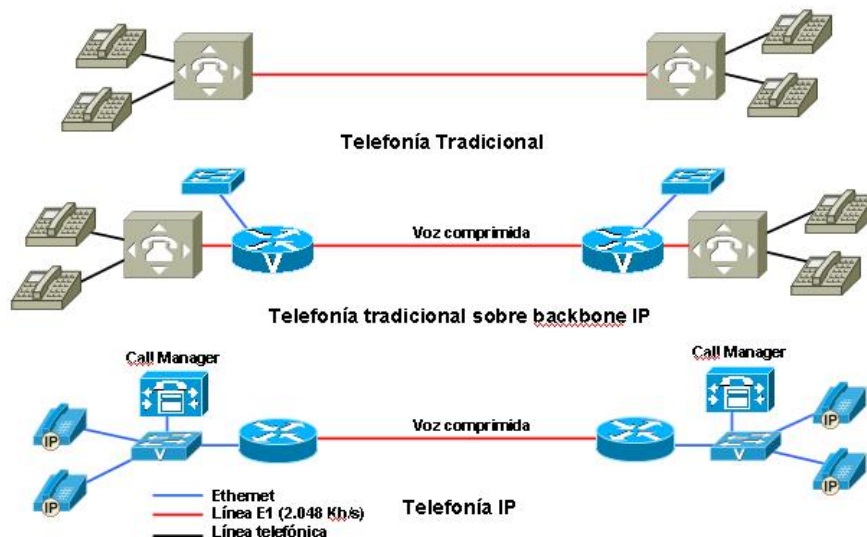 Telefonía Tradicional
V
Voz comprimida
V
Telefonía tradicional sobre backbone IP
Call Manager
Call Manager
IP
IP
V
Voz comprimida
V
IP
IP
Ethernet
Línea E1 (2.048 Kb/s)
Línea telefónica
Telefonía IP